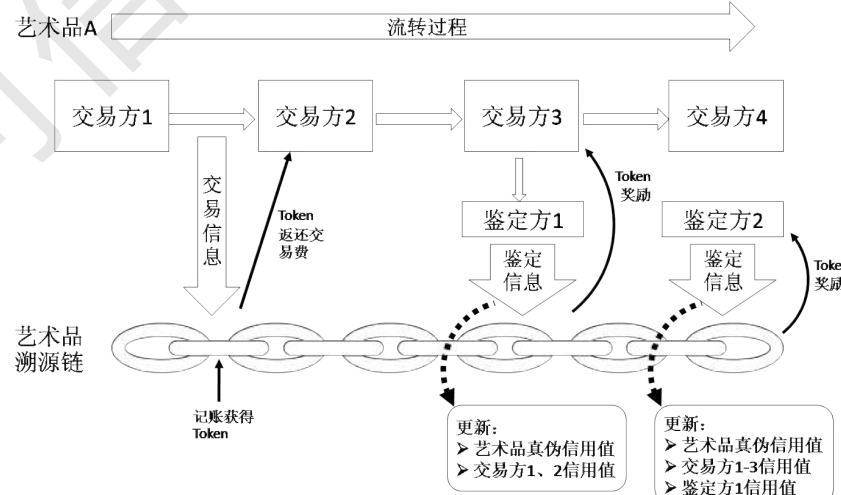 艺术品A
流转过程
交易方1
交易方2
交易方3
交易方4
交易信息
Token
返还交
易费
Token
奖励
鉴定方1
鉴定方2
鉴定
信息
鉴定
信息
Token
奖励
艺术品
溯源链
记账获得
Token
更新：
➢ 艺术品真伪信用值
➢ 交易方1、2信用值
更新：
➢ 艺术品真伪信用值
➢ 交易方1-3信用值
➢ 鉴定方1信用值